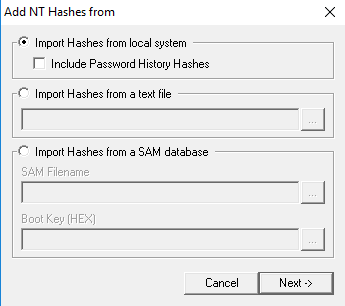 Add NT Hashes from
Import Hashes from local system
Include Password History Hashes
Import Hashes from a text file
...
Import Hashes from a SAM database
SAM Filename
...
Boot Key (HEX)
...
Cancel
Next ->